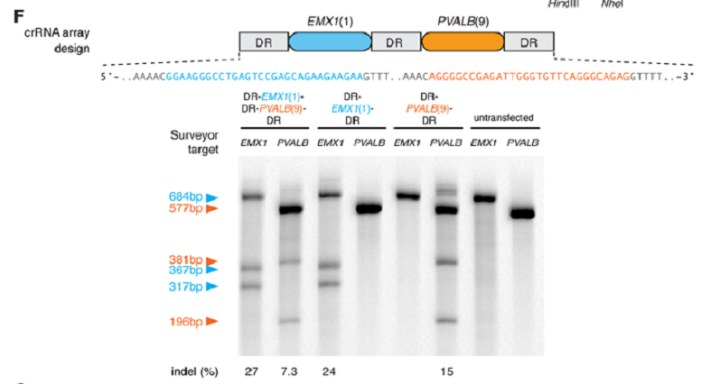 HindIII NheI
F
EMX1(1) PVALB(9)
crRNA array
design
DR DR DR
5'-..AAAACGGAAGGGCCTGAGTCCGAGCAGAAGAAGAAGTTT..AAACAGGGGCCGAGATTGGGTGTTCAGGGCAGAGGTTTT..-3'
DR-EMX1(1)-
DR-PVALB(9)-
DR
DR-
EMX1(1)-
DR
DR-
PVALB(9)-
DR
untransfected
Surveyor
target
EMX1 PVALB EMX1 PVALB EMX1 PVALB EMX1 PVALB
684bp
577bp
381bp
367bp
317bp
196bp
indel (%) 27 7.3 24 15